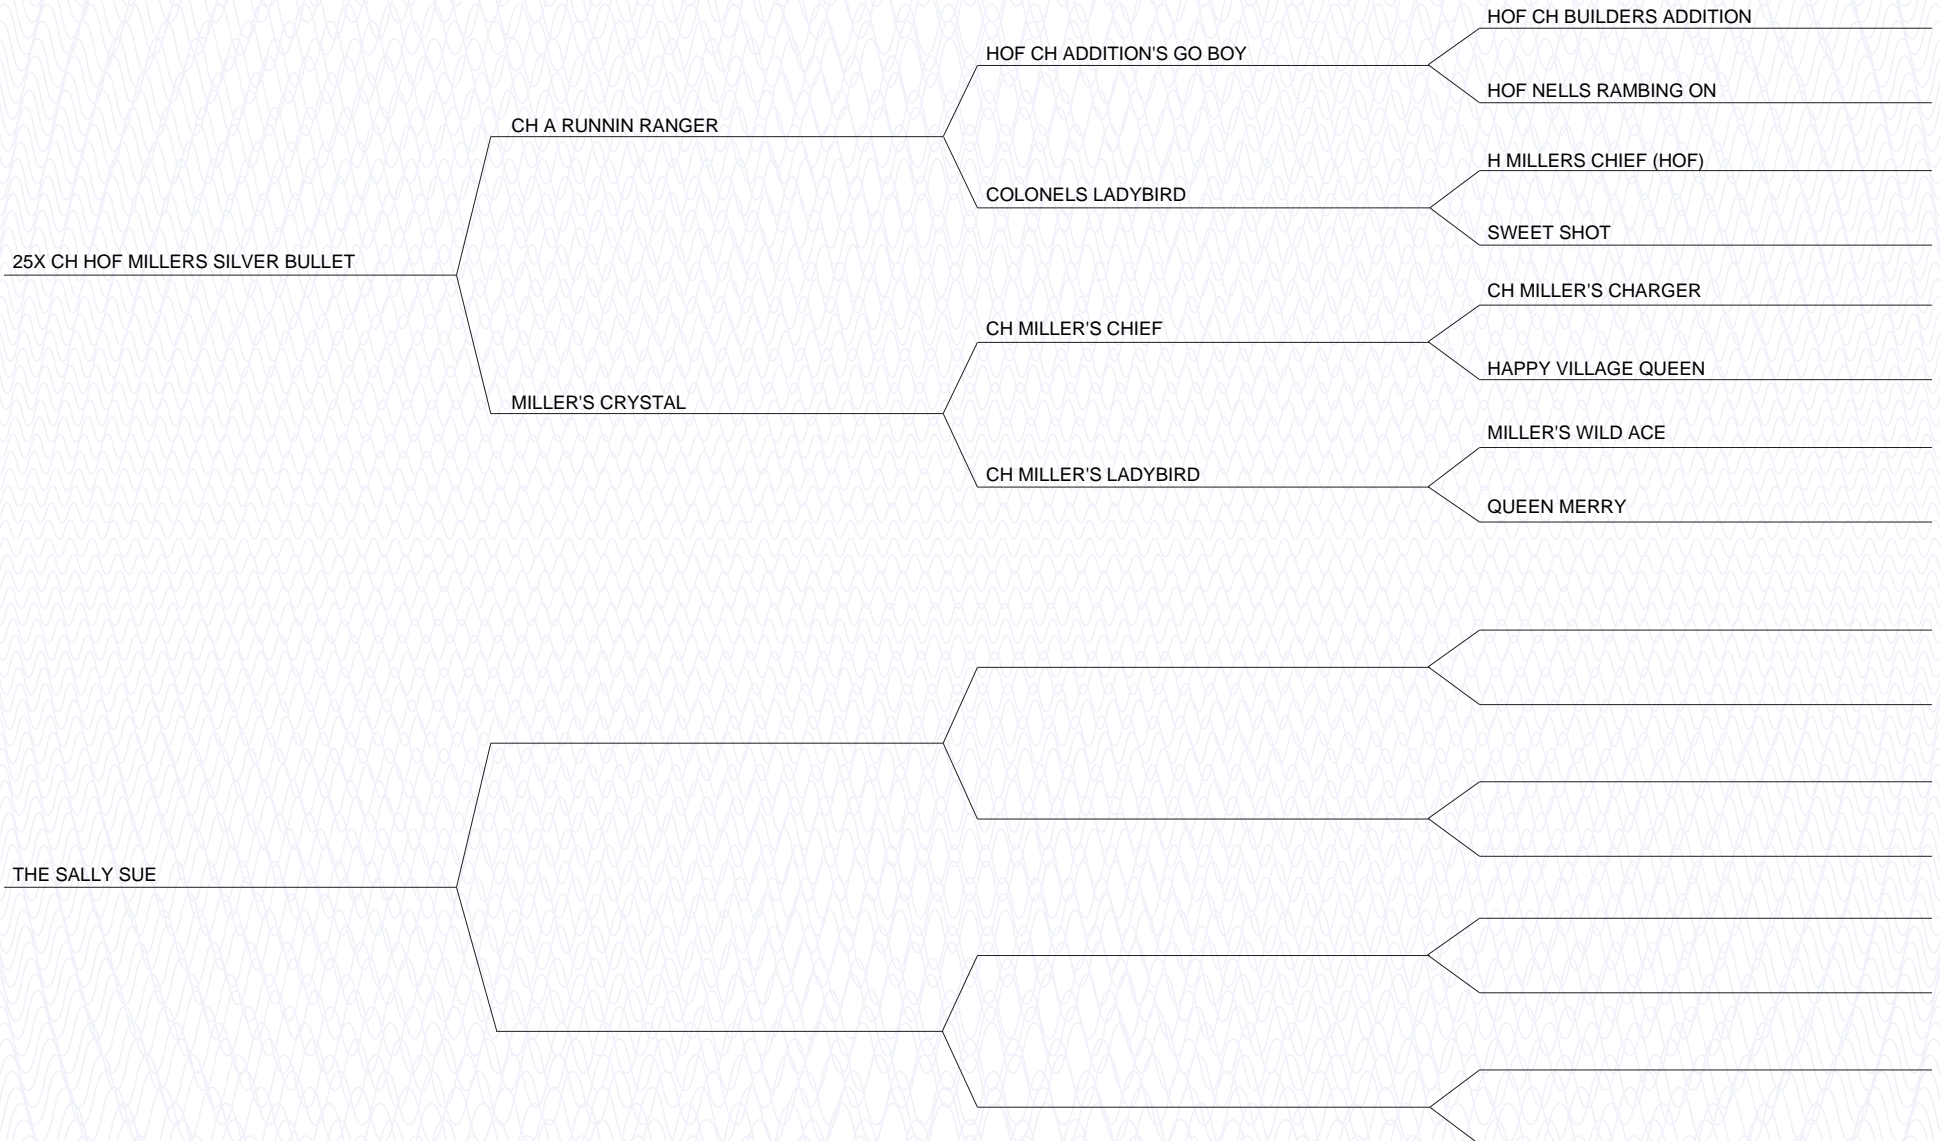 HOF CH BUILDERS ADDITION
HOF CH ADDITION'S GO BOY
HOF NELLS RAMBING ON
CH A RUNNIN RANGER
H MILLERS CHIEF (HOF)
COLONELS LADYBIRD
SWEET SHOT
25X CH HOF MILLERS SILVER BULLET
CH MILLER'S CHARGER
CH MILLER'S CHIEF
HAPPY VILLAGE QUEEN
MILLER'S CRYSTAL
MILLER'S WILD ACE
CH MILLER'S LADYBIRD
QUEEN MERRY
THE SALLY SUE